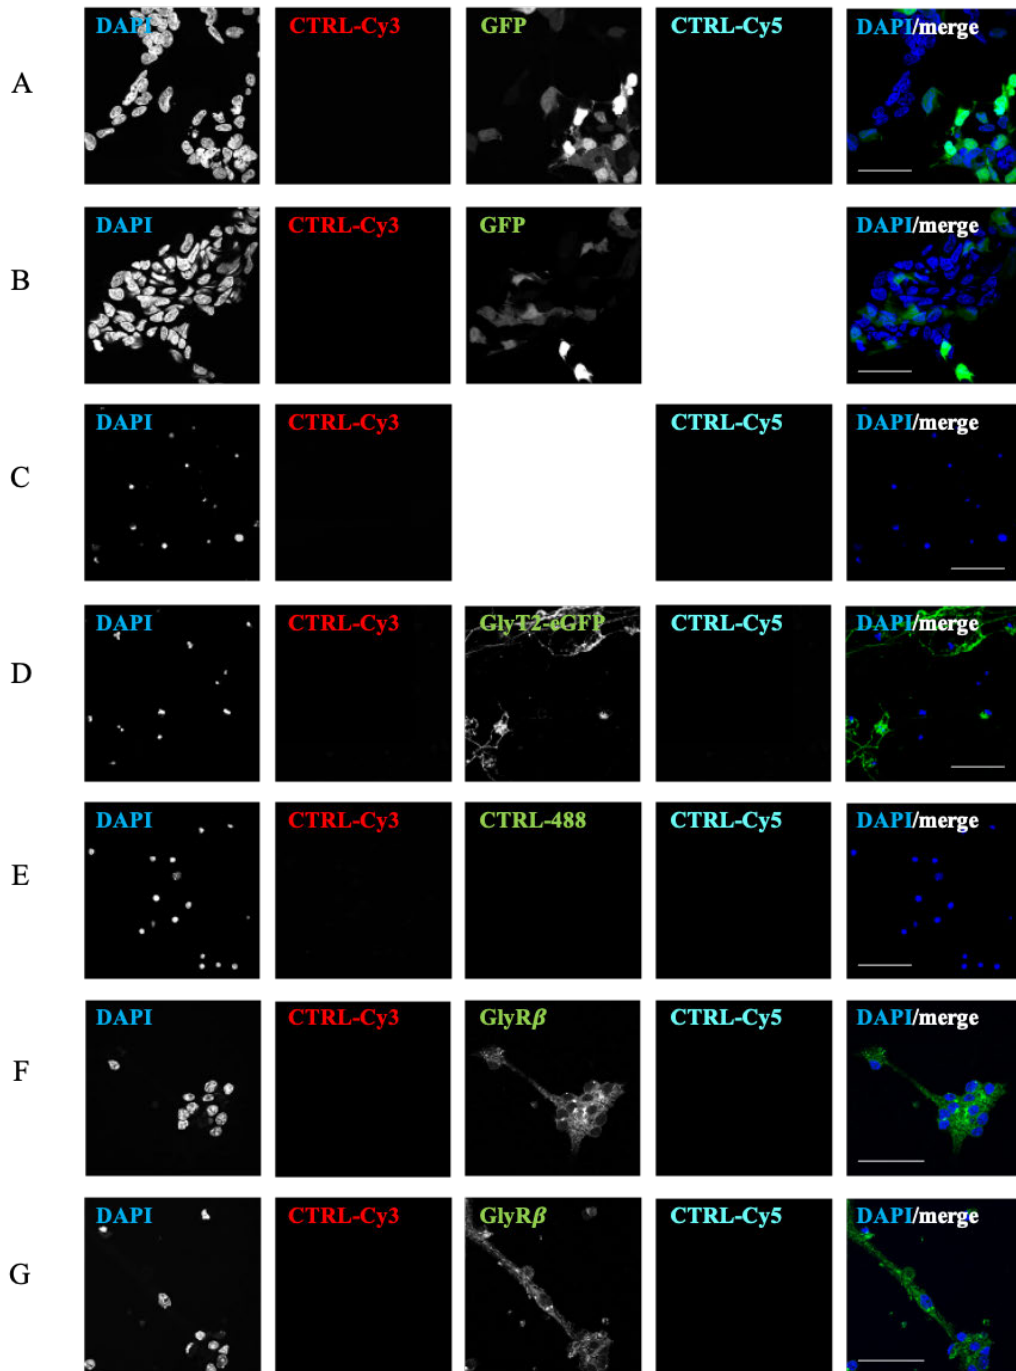 A DAPI CTRL-Cy3 GFP CTRL-Cy5 DAPI/merge
B DAPI CTRL-Cy3 GFP DAPI/merge
C DAPI CTRL-Cy3 CTRL-Cy5 DAPI/merge
D DAPI CTRL-Cy3 GlyT2-eGFP CTRL-Cy5 DAPI/merge
E DAPI CTRL-Cy3 CTRL-488 CTRL-Cy5 DAPI/merge
F DAPI CTRL-Cy3 GlyRβ CTRL-Cy5 DAPI/merge
G DAPI CTRL-Cy3 GlyRβ CTRL-Cy5 DAPI/merge